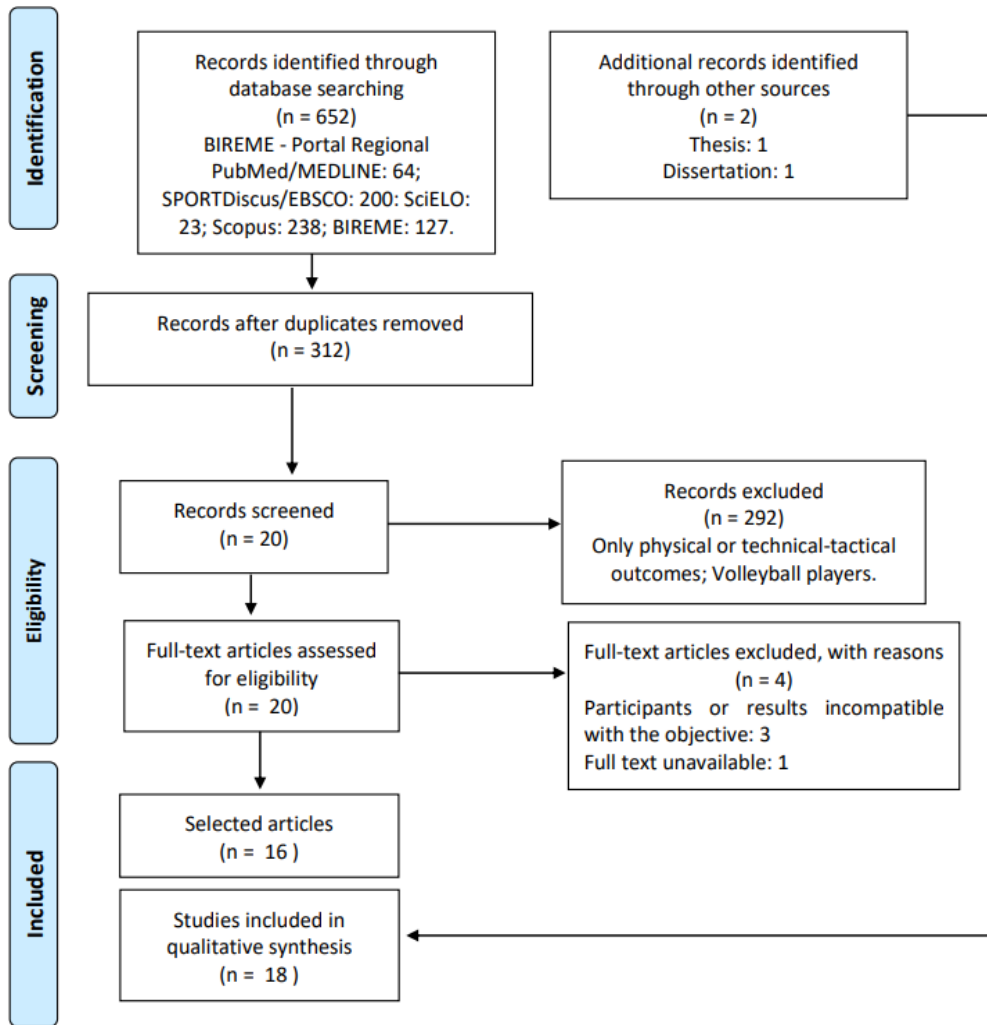 Identification
Records identified through
database searching
(n = 652)
BIREME - Portal Regional
PubMed/MEDLINE: 64;
SPORTDiscus/EBSCO: 200: SciELO:
23; Scopus: 238; BIREME: 127.
Additional records identified
through other sources
(n = 2)
Thesis: 1
Dissertation: 1
Screening
Records after duplicates removed
(n = 312)
Eligibility
Records screened
(n = 20)
Records excluded
(n = 292)
Only physical or technical-tactical
outcomes; Volleyball players.
Full-text articles assessed
for eligibility
(n = 20)
Full-text articles excluded, with reasons
(n = 4)
Participants or results incompatible
with the objective: 3
Full text unavailable: 1
Included
Selected articles
(n = 16 )
Studies included in
qualitative synthesis
(n = 18 )